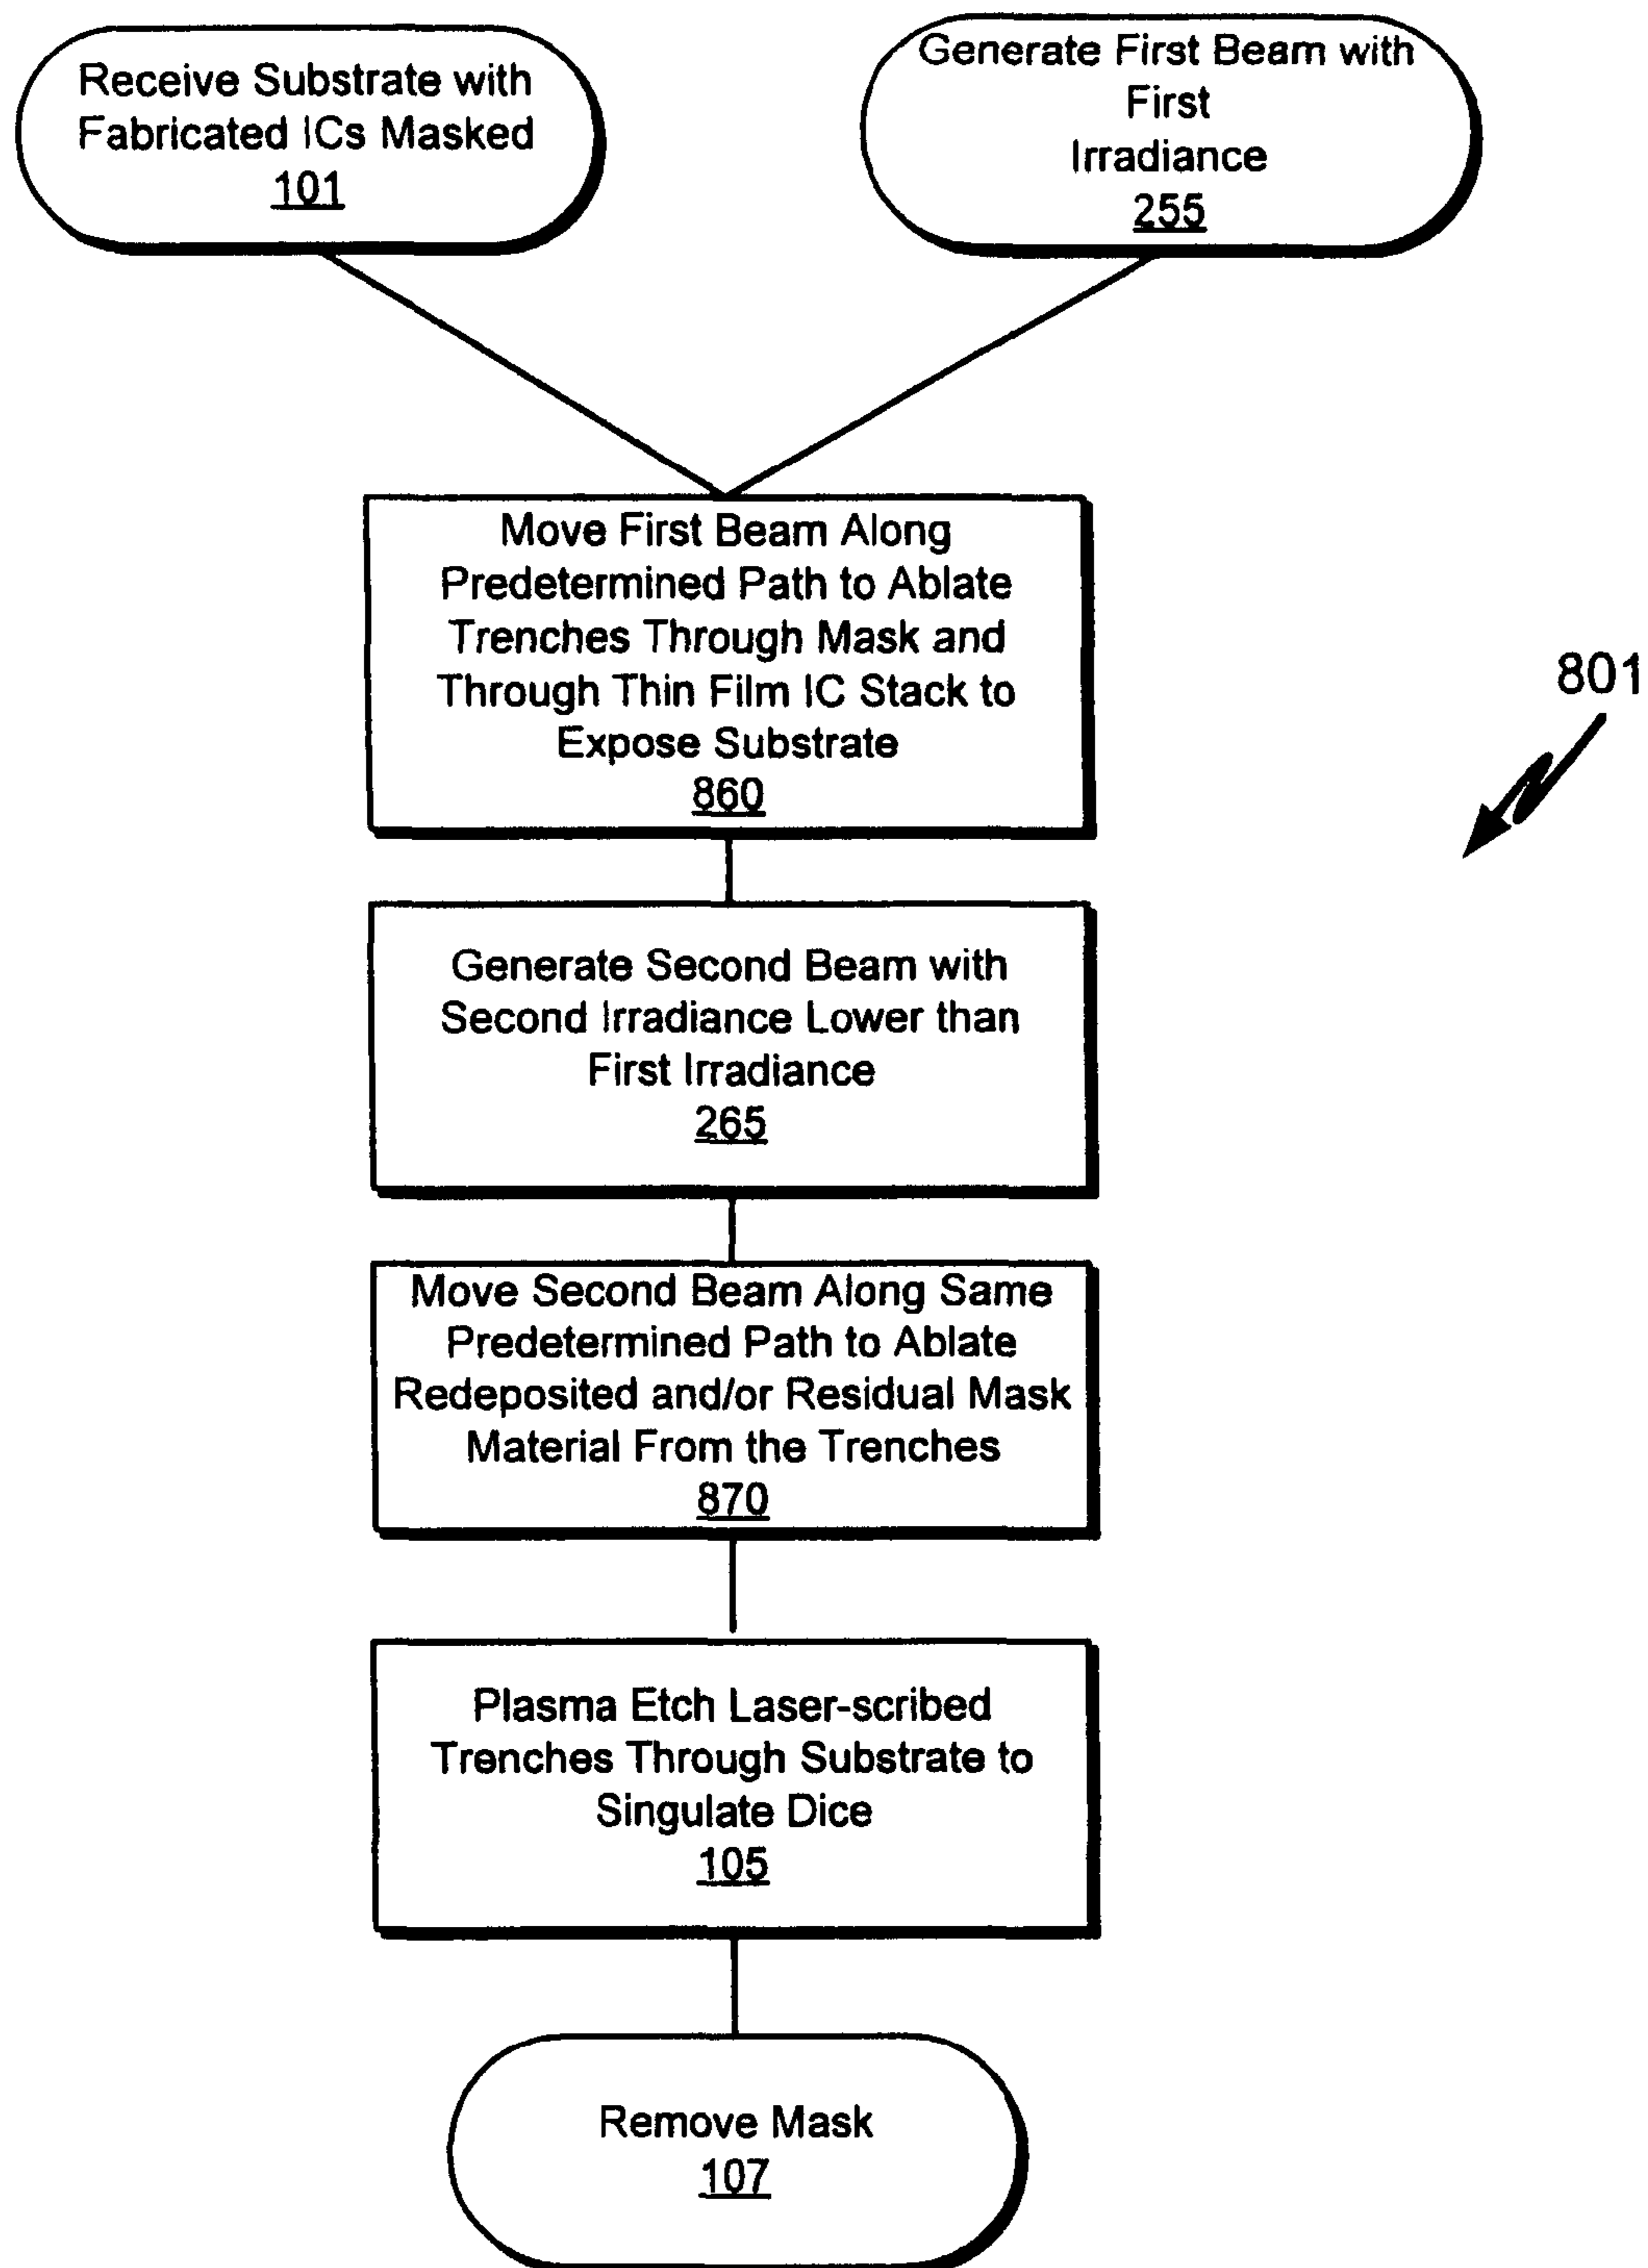 Receive Substrate with
Fabricated ICs Masked
101
Generate First Beam with
First
Irradiance
255
Move First Beam Along
Predetermined Path to Ablate
Trenches Through Mask and
Through Thin Film IC Stack to
Expose Substrate
860
801
Generate Second Beam with
Second Irradiance Lower than
First Irradiance
265
Move Second Beam Along Same
Predetermined Path to Ablate
Redeposited and/or Residual Mask
Material From the Trenches
870
Plasma Etch Laser-scribed
Trenches Through Substrate to
Singulate Dice
105
Remove Mask
107